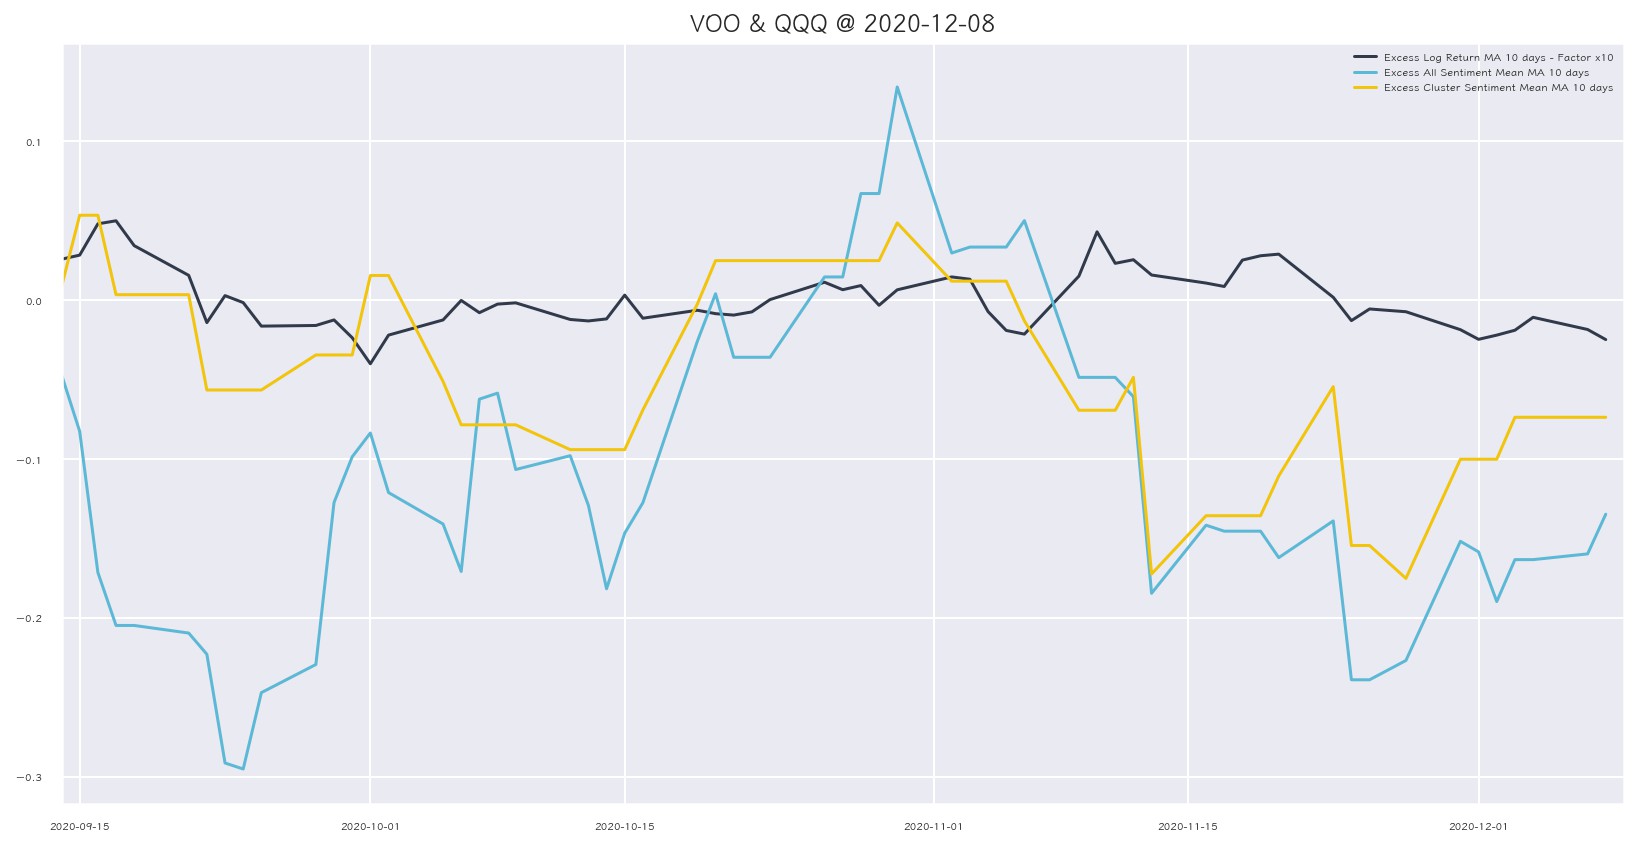 VOO & QQQ @ 2020-12-08
Excess Log Return MA 10 days - Factor x10
Excess All Sentiment Mean MA 10 days
Excess Cluster Sentiment Mean MA 10 days
0.1
0.0
−0.1
−0.2
−0.3
2020-09-15 2020-10-01 2020-10-15 2020-11-01 2020-11-15 2020-12-01